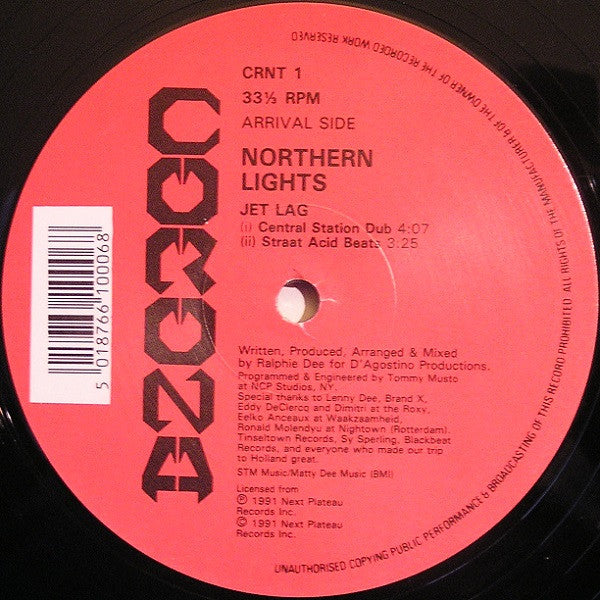 CORONA
CRNT 1
33⅓ RPM
ARRIVAL SIDE
NORTHERN
LIGHTS
JET LAG
(i) Central Station Dub 4:07
(ii) Straat Acid Beats 3:25
Written, Produced, Arranged & Mixed
by Ralphie Dee for D'Agostino Productions.
Programmed & Engineered by Tommy Musto
at NCP Studios, NY.
Special thanks to Lenny Dee, Brand X,
Eddy DeClercq and Dimitri at the Roxy,
Eelko Anceaux at Waakzaamheid,
Ronald Molendyu at Nightown (Rotterdam).
Tinseltown Records, Sy Sperling, Blackbeat
Records, and everyone who made our trip
to Holland great.
STM Music/Matty Dee Music (BMI)
Licensed from
℗ 1991 Next Plateau
Records Inc.
© 1991 Next Plateau
Records Inc.
5 018766 100068
ALL RIGHTS OF THE MANUFACTURER & OF THE OWNER OF THE RECORDED WORK RESERVED
UNAUTHORISED COPYING PUBLIC PERFORMANCE & BROADCASTING OF THIS RECORD PROHIBITED